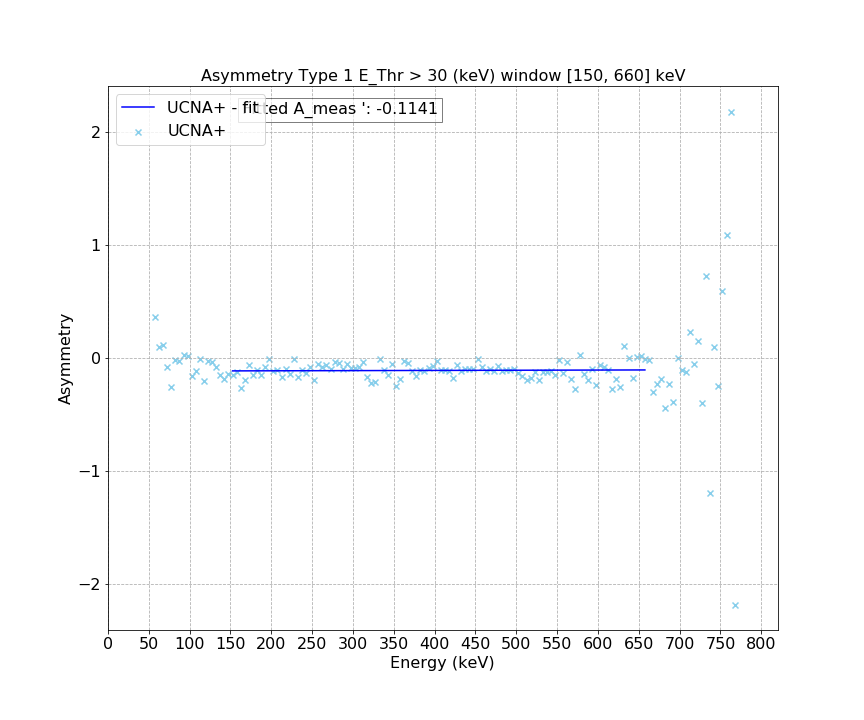 Asymmetry Type 1 E_Thr > 30 (keV) window [150, 660] keV
UCNA+ - fit
ted A_meas ': -0.1141
UCNA+
Asymmetry
2
1
0
−1
−2
0 50 100 150 200 250 300 350 400 450 500 550 600 650 700 750 800
Energy (keV)